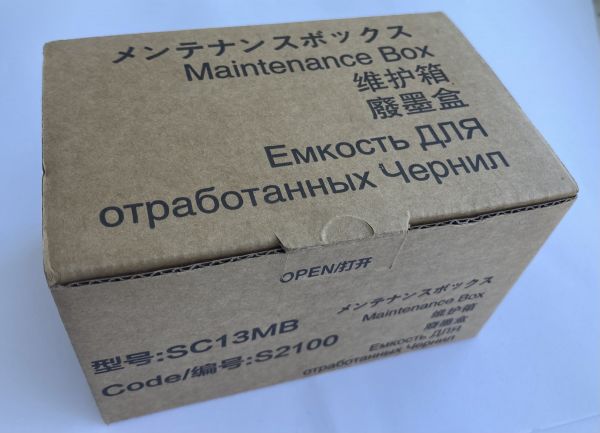 メンテナンスボックス
Maintenance Box
维护箱
廢墨盒
Емкость ДЛЯ
отработанных Чернил
OPEN/打开
型号:SC13MB
Code/编号:S2100
メンテナンスボックス
Maintenance Box
维护箱
廢墨盒
Емкость ДЛЯ
отработанных Чернил